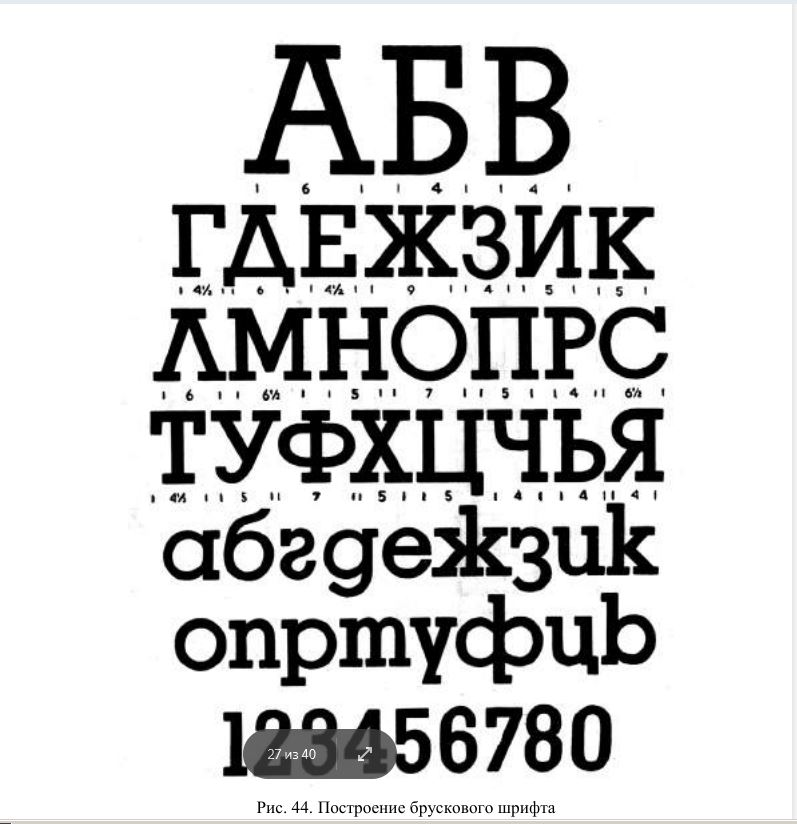 АБВ
6 4 4
ГДЕЖЗИК
4½ 6 4½ 9 4 5 5
ЛМНОПРС
6 6½ 5 7 5 4 6½
ТУФХЦЧЬЯ
4½ 5 7 5 5 4 4 4
абгдежзик
опртуфцЬ
123456780
27 из 40
Рис. 44. Построение брускового шрифта